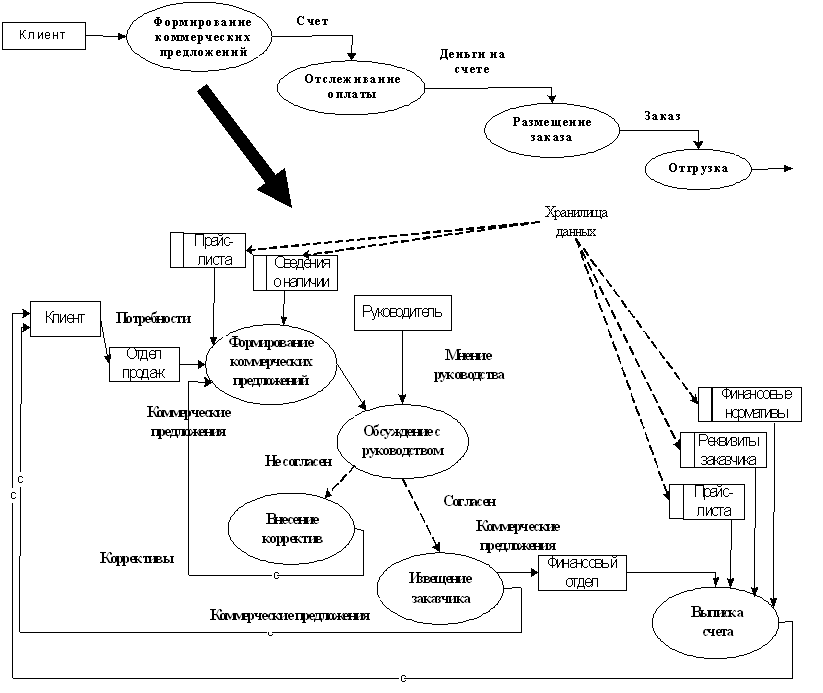 Клиент
Формирование
коммерческих
предложений
Счет
Отслеживание
оплаты
Деньги на
счете
Размещение
заказа
Заказ
Отгрузка
Хранилища
данных
Прайс-
листа
Сведения
о наличии
Клиент
Потребности
Отдел
продаж
Формирование
коммерческих
предложений
Руководитель
Мнение
руководства
Коммерческие
предложения
Обсуждение с
руководством
Финансовые
нормативы
Реквизиты
заказчика
Прайс-
листа
Не согласен
Согласен
Внесение
корректив
Коррективы
Коммерческие
предложения
Извещение
заказчика
Финансовый
отдел
Коммерческие предложения
Выписка
счета
с
с
с
с
с